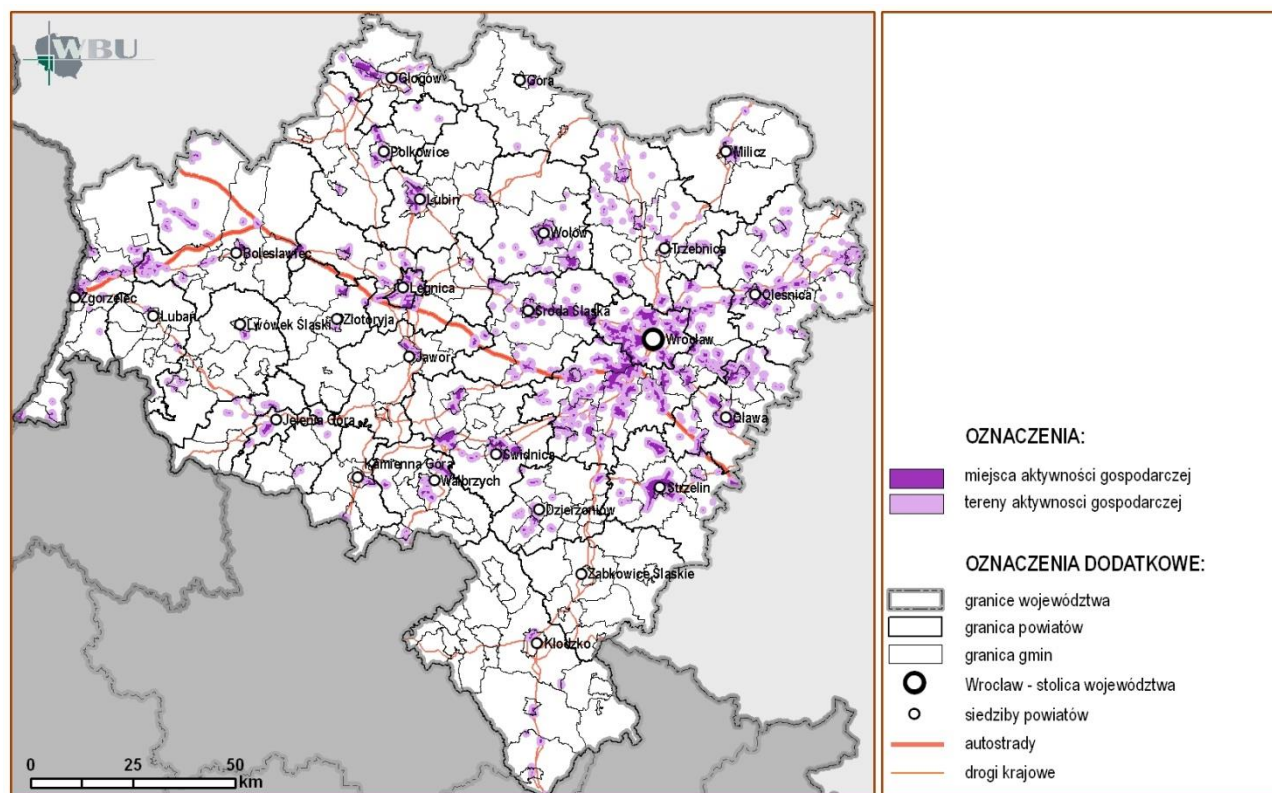 WBU
Głogów
Góra
Polkowice
Milicz
Lubin
Wołów
Trzebnica
Bolesławiec
Zgorzelec
Legnica
Oleśnica
Lubań
Lwówek Śląski
Złotoryja
Środa Śląska
Wrocław
Jawor
Jelenia Góra
Oława
Kamienna Góra
Świdnica
Wałbrzych
Strzelin
Dzierżoniów
Ząbkowice Śląskie
Kłodzko
0 25 50
km
OZNACZENIA:
miejsca aktywności gospodarczej
tereny aktywnosci gospodarczej
OZNACZENIA DODATKOWE:
granice województwa
granica powiatów
granica gmin
Wrocław - stolica województwa
siedziby powiatów
autostrady
drogi krajowe